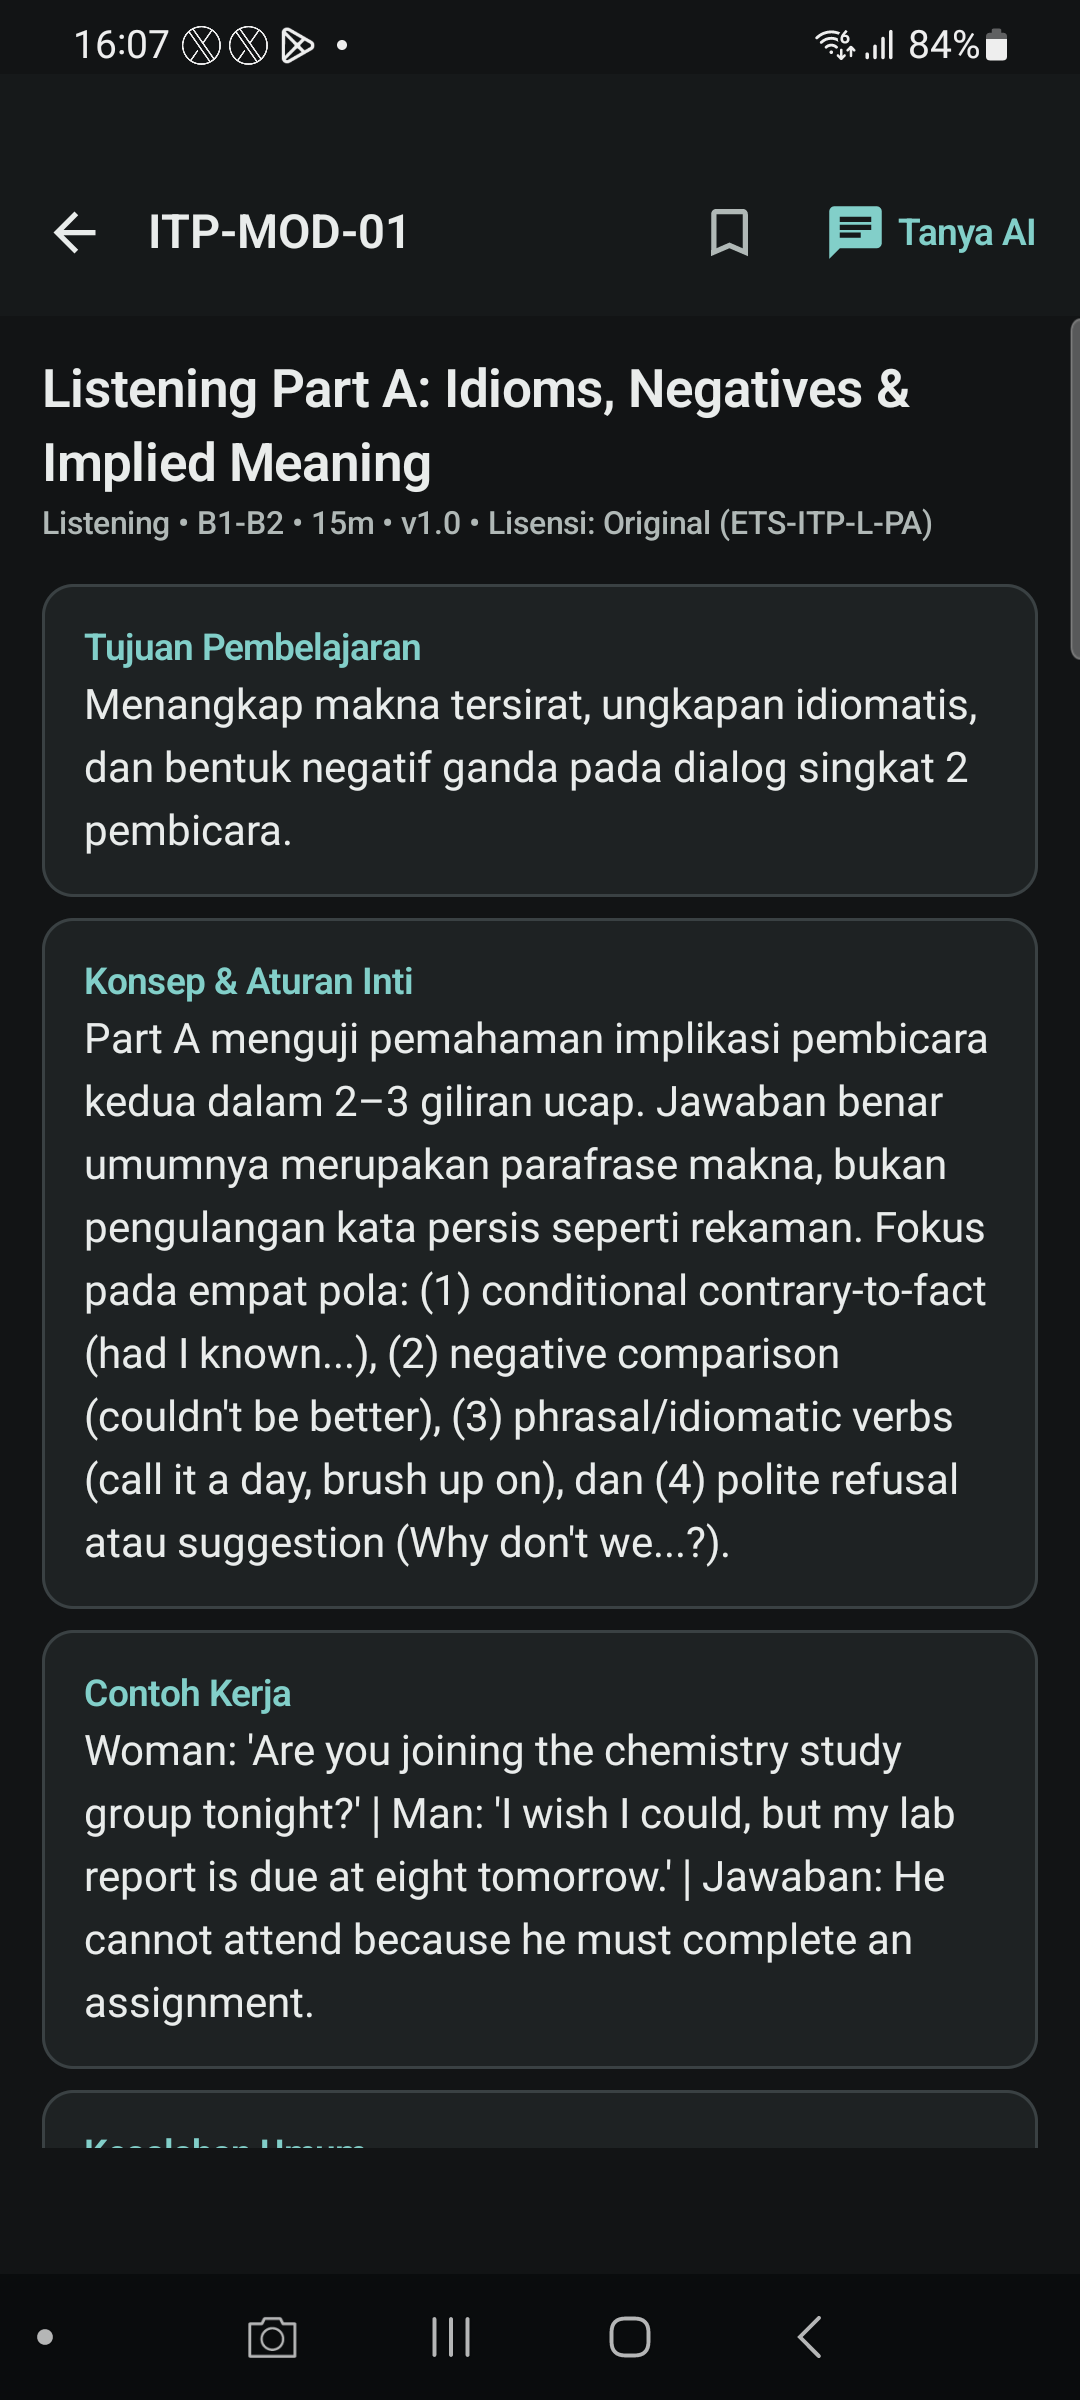 16:07
84%
ITP-MOD-01
Tanya AI
Listening Part A: Idioms, Negatives &
Implied Meaning
Listening • B1-B2 • 15m • v1.0 • Lisensi: Original (ETS-ITP-L-PA)
Tujuan Pembelajaran
Menangkap makna tersirat, ungkapan idiomatis,
dan bentuk negatif ganda pada dialog singkat 2
pembicara.
Konsep & Aturan Inti
Part A menguji pemahaman implikasi pembicara
kedua dalam 2–3 giliran ucap. Jawaban benar
umumnya merupakan parafrase makna, bukan
pengulangan kata persis seperti rekaman. Fokus
pada empat pola: (1) conditional contrary-to-fact
(had I known...), (2) negative comparison
(couldn't be better), (3) phrasal/idiomatic verbs
(call it a day, brush up on), dan (4) polite refusal
atau suggestion (Why don't we...?).
Contoh Kerja
Woman: 'Are you joining the chemistry study
group tonight?' | Man: 'I wish I could, but my lab
report is due at eight tomorrow.' | Jawaban: He
cannot attend because he must complete an
assignment.
Kesalahan Umum